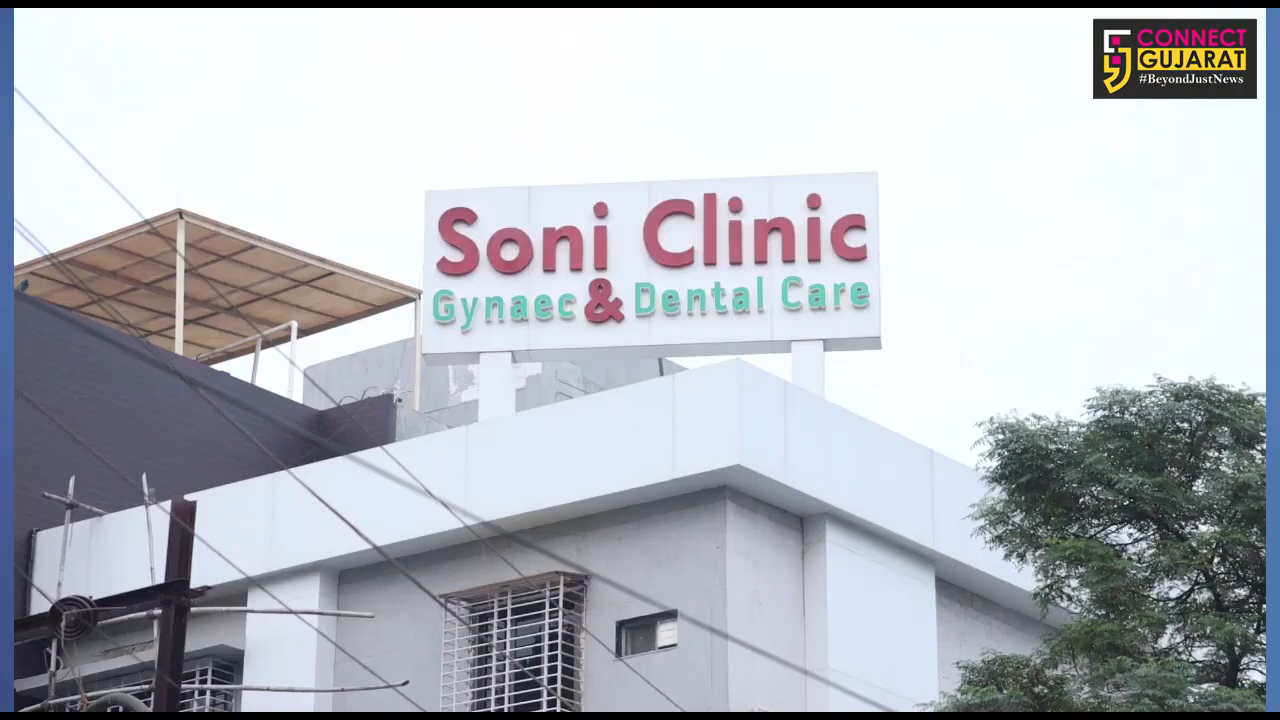 CONNECT
GUJARAT
#BeyondJustNews
Soni Clinic
Gynaec & Dental Care